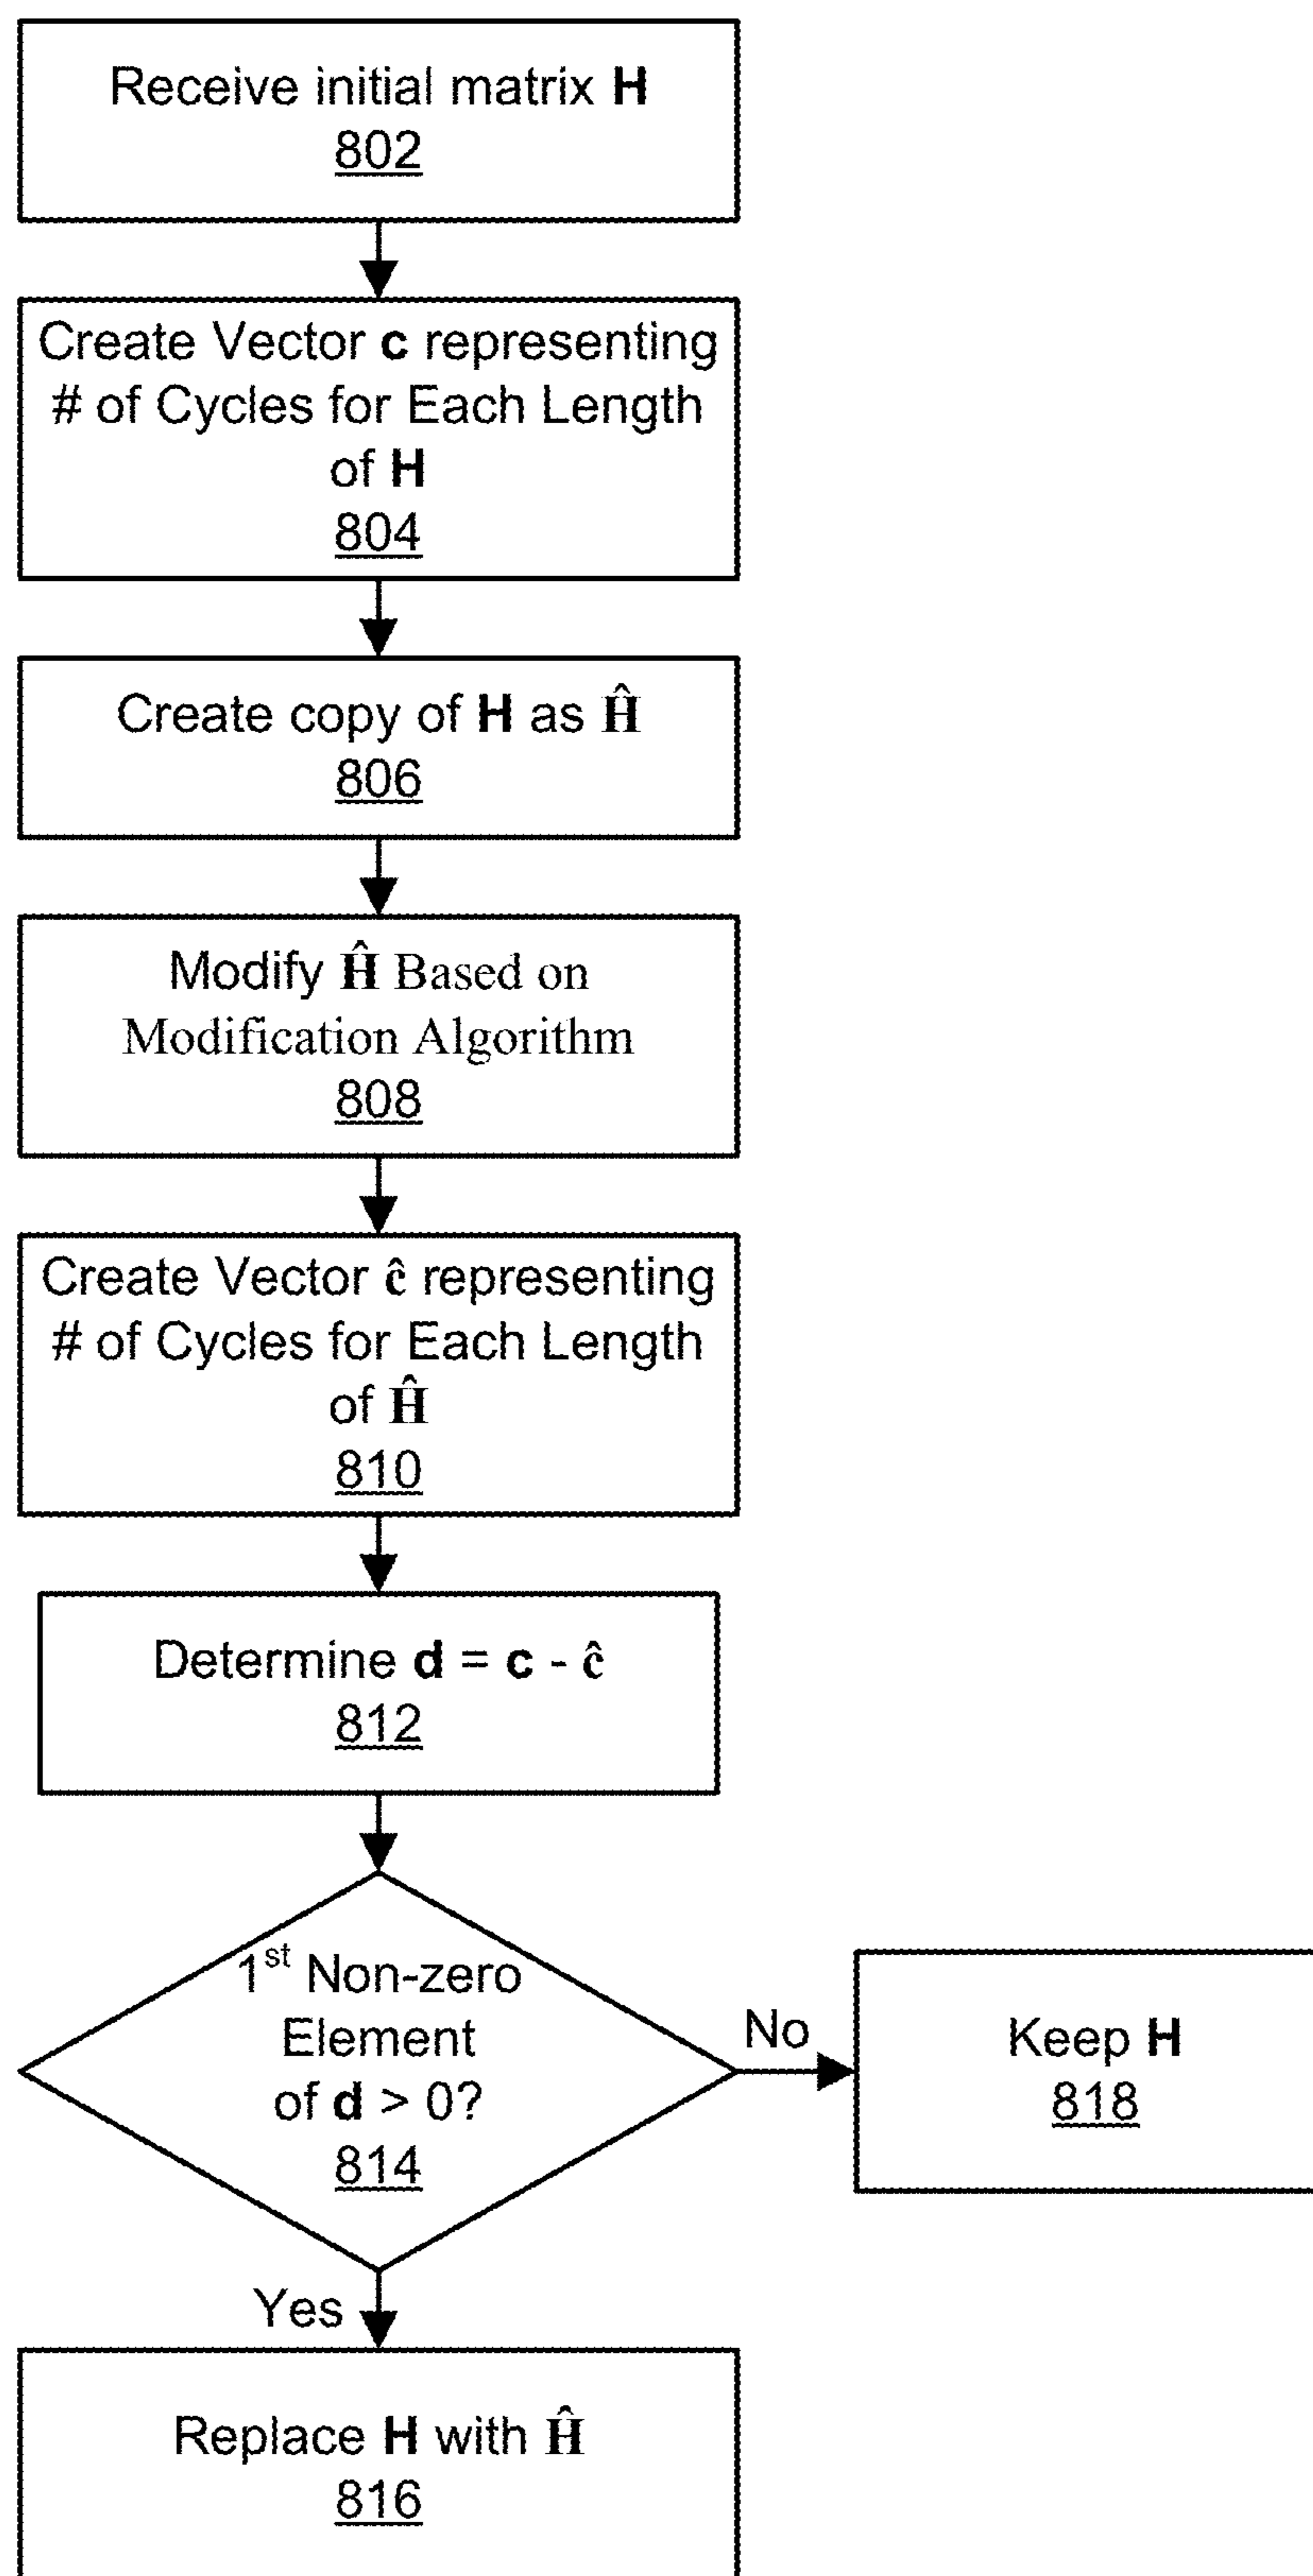 Receive initial matrix H
802
Create Vector c representing
# of Cycles for Each Length
of H
804
Create copy of H as Ĥ
806
Modify Ĥ Based on
Modification Algorithm
808
Create Vector ĉ representing
# of Cycles for Each Length
of Ĥ
810
Determine d = c - ĉ
812
1st Non-zero
Element
of d > 0?
814
No
Keep H
818
Yes
Replace H with Ĥ
816